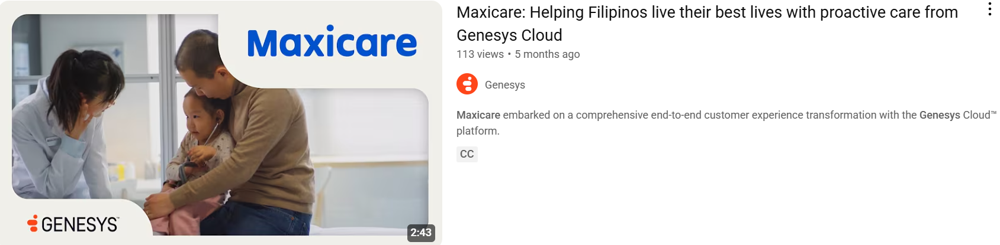 Maxicare
GENESYS™
2:43
Maxicare: Helping Filipinos live their best lives with proactive care from
Genesys Cloud
113 views • 5 months ago
Genesys
Maxicare embarked on a comprehensive end-to-end customer experience transformation with the Genesys Cloud™
platform.
CC